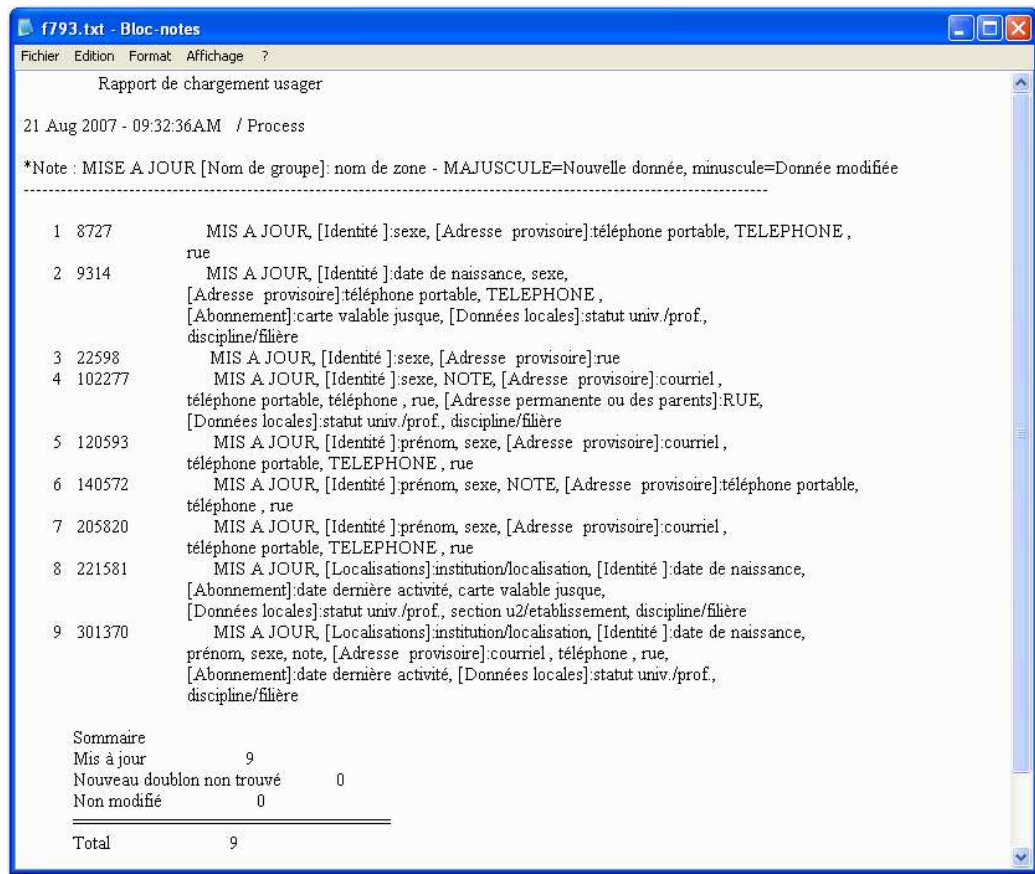 f793.txt - Bloc-notes
Fichier Edition Format Affichage ?
Rapport de chargement usager
21 Aug 2007 - 09:32:36AM / Process
*Note : MISE A JOUR [Nom de groupe]: nom de zone - MAJUSCULE=Nouvelle donnée, minuscule=Donnée modifiée
-----------------------------------------------------------------------------------------------------------
1 8727 MIS A JOUR, [Identité ]:sexe, [Adresse provisoire]:téléphone portable, TELEPHONE ,
rue
2 9314 MIS A JOUR, [Identité ]:date de naissance, sexe,
[Adresse provisoire]:téléphone portable, TELEPHONE ,
[Abonnement]:carte valable jusque, [Données locales]:statut univ./prof.,
discipline/filière
3 22598 MIS A JOUR, [Identité ]:sexe, [Adresse provisoire]:rue
4 102277 MIS A JOUR, [Identité ]:sexe, NOTE, [Adresse provisoire]:courriel ,
téléphone portable, téléphone , rue, [Adresse permanente ou des parents]:RUE,
[Données locales]:statut univ./prof., discipline/filière
5 120593 MIS A JOUR, [Identité ]:prénom, sexe, [Adresse provisoire]:courriel ,
téléphone portable, TELEPHONE , rue
6 140572 MIS A JOUR, [Identité ]:prénom, sexe, NOTE, [Adresse provisoire]:téléphone portable,
téléphone , rue
7 205820 MIS A JOUR, [Identité ]:prénom, sexe, [Adresse provisoire]:courriel ,
téléphone portable, TELEPHONE , rue
8 221581 MIS A JOUR, [Localisations]:institution/localisation, [Identité ]:date de naissance,
[Abonnement]:date dernière activité, carte valable jusque,
[Données locales]:statut univ./prof., section u2/etablissement, discipline/filière
9 301370 MIS A JOUR, [Localisations]:institution/localisation, [Identité ]:date de naissance,
prénom, sexe, note, [Adresse provisoire]:courriel , téléphone , rue,
[Abonnement]:date dernière activité, [Données locales]:statut univ./prof.,
discipline/filière
Sommaire
Mis à jour 9
Nouveau doublon non trouvé 0
Non modifié 0
Total 9